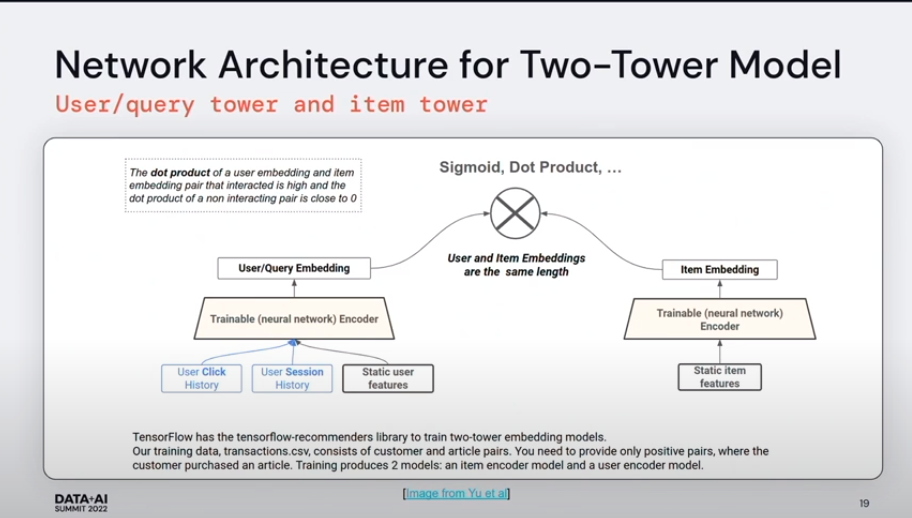 Network Architecture for Two-Tower Model
User/query tower and item tower
The dot product of a user embedding and item
embedding pair that interacted is high and the
dot product of a non interacting pair is close to 0
Sigmoid, Dot Product, ...
User/Query Embedding
User and Item Embeddings
are the same length
Item Embedding
Trainable (neural network) Encoder
Trainable (neural network)
Encoder
User Click
History
User Session
History
Static user
features
Static item
features
TensorFlow has the tensorflow-recommenders library to train two-tower embedding models.
Our training data, transactions.csv, consists of customer and article pairs. You need to provide only positive pairs, where the
customer purchased an article. Training produces 2 models: an item encoder model and a user encoder model.
DATA+AI
SUMMIT 2022
[Image from Yu et al]
19